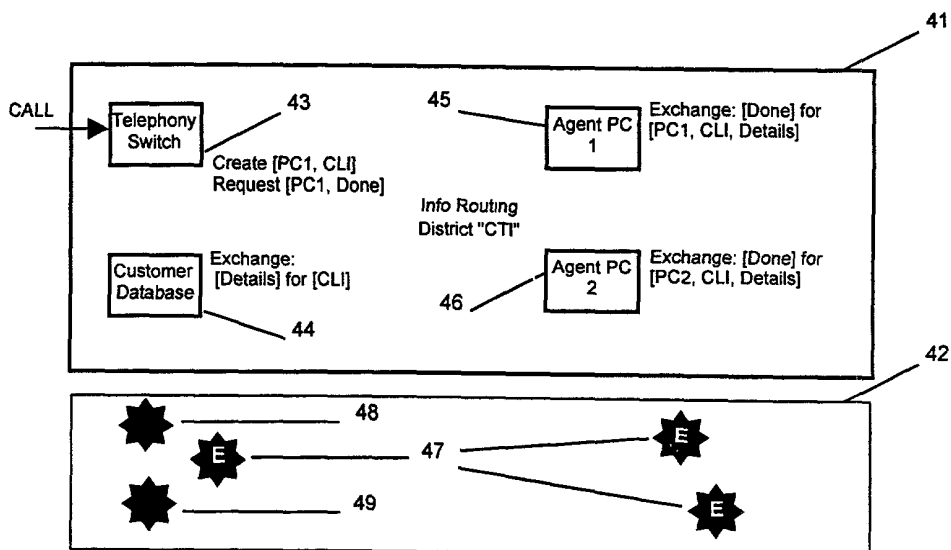 41
CALL
Telephony
Switch
43
Create [PC1, CLI]
Request [PC1, Done]
45
Agent PC
1
Exchange: [Done] for
[PC1, CLI, Details]
Info Routing
District "CTI"
Customer
Database
Exchange:
[Details] for [CLI]
44
46
Agent PC
2
Exchange: [Done] for
[PC2, CLI, Details]
42
48
E
47
E
49
E